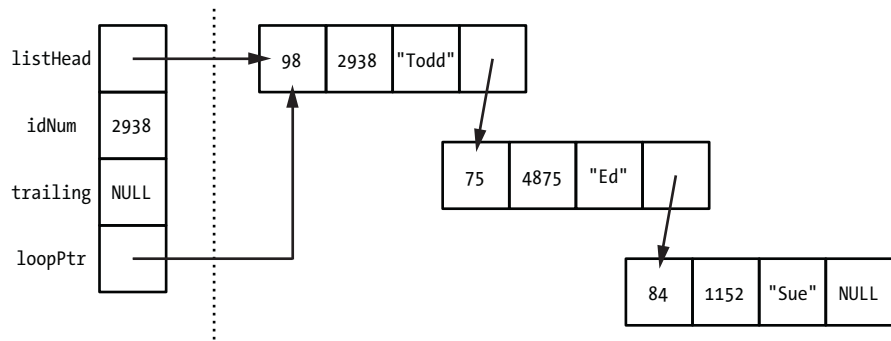 listHead
98 2938 "Todd"
idNum 2938
trailing NULL
75 4875 "Ed"
loopPtr
84 1152 "Sue" NULL